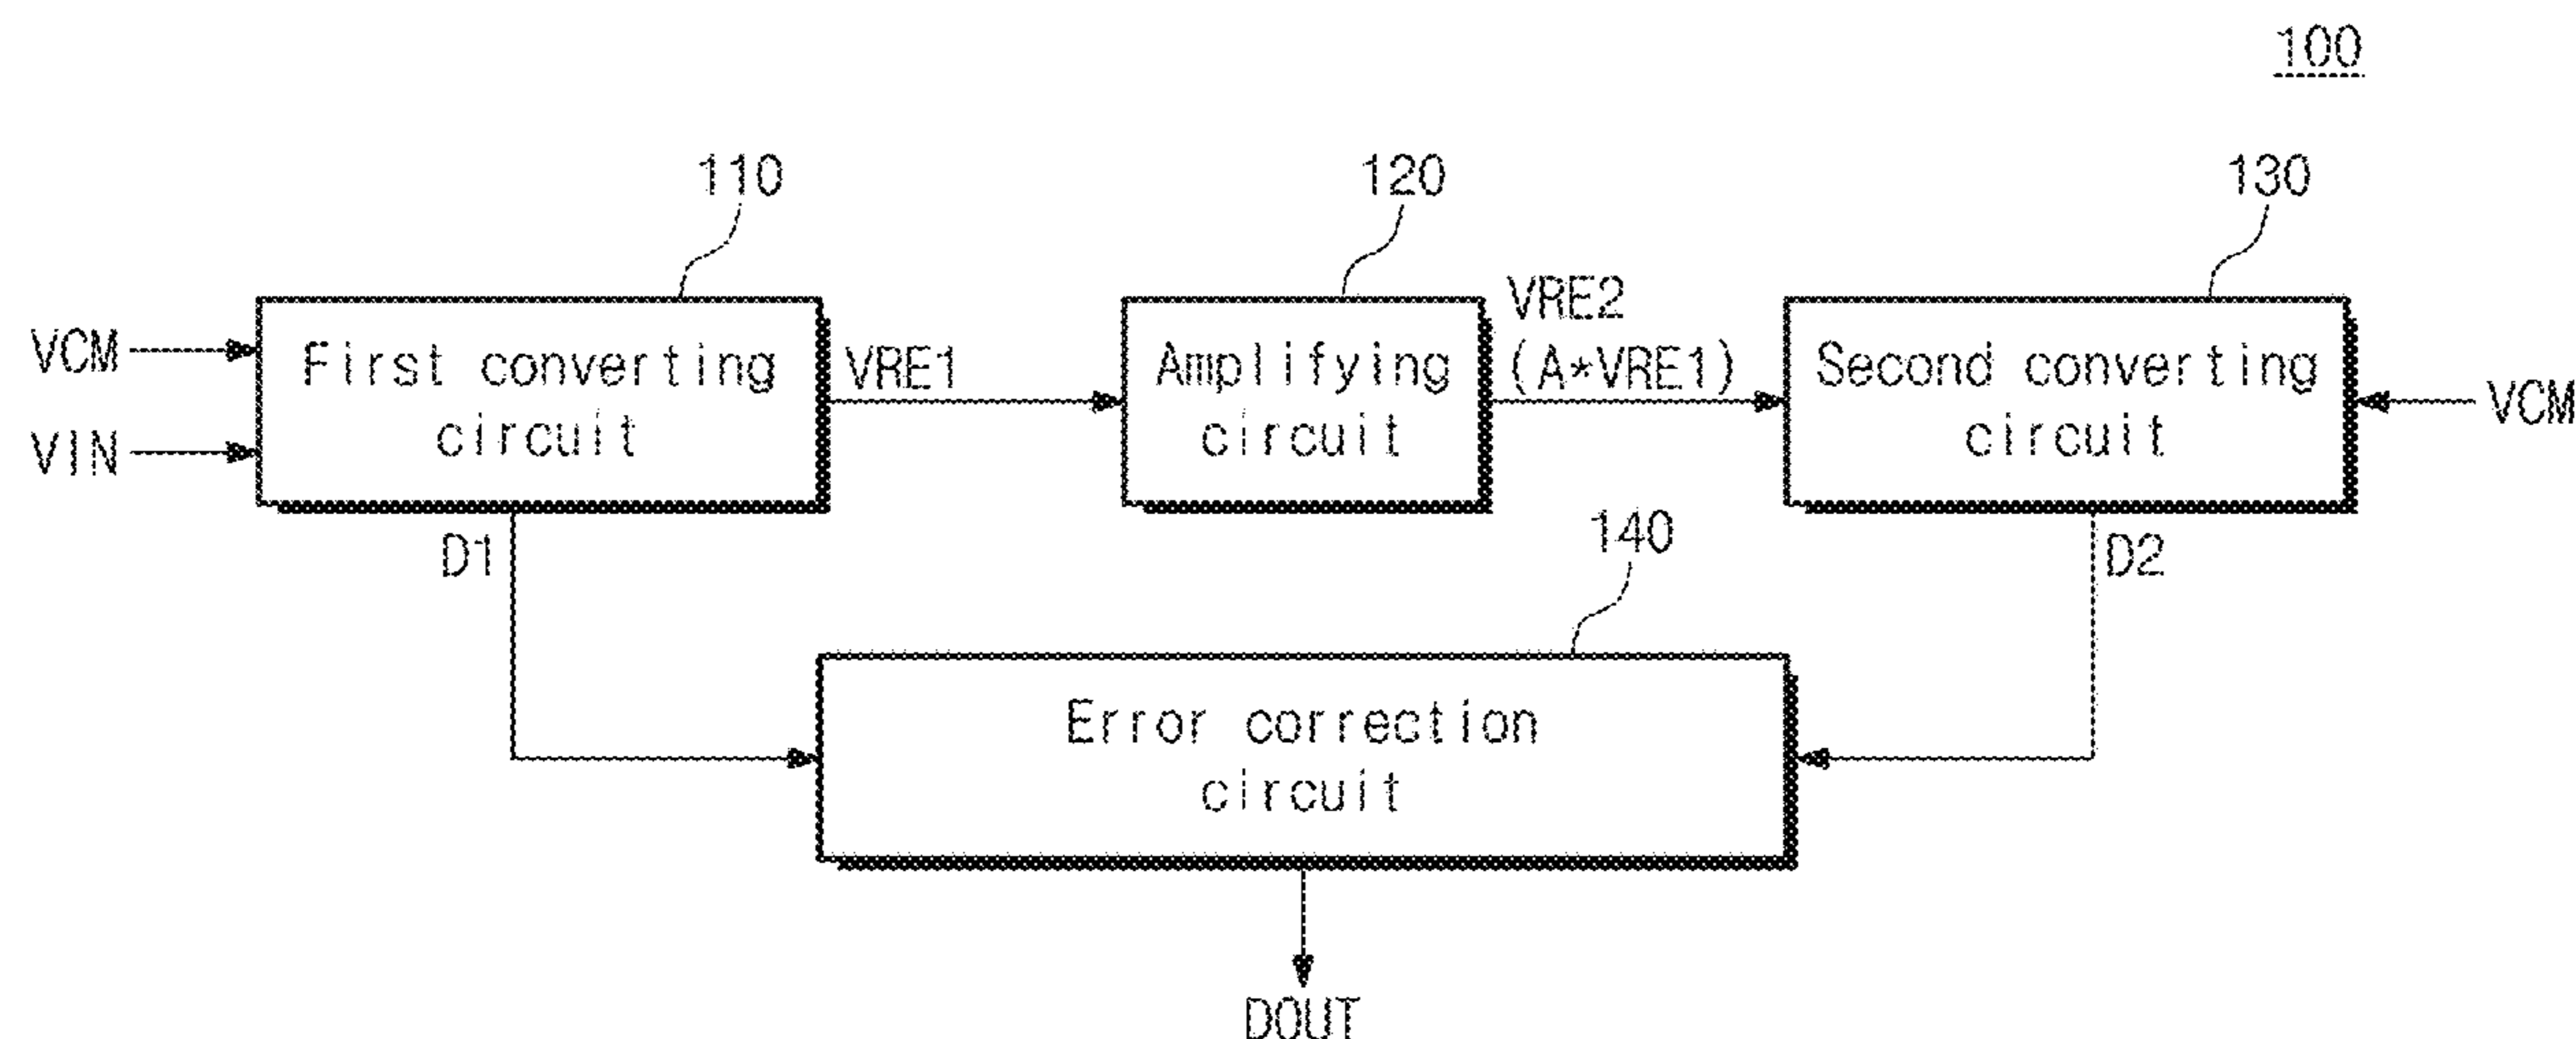 100
110
120
130
VCM
VIN
First converting
circuit
VRE1
Amplifying
circuit
VRE2
(A*VRE1)
Second converting
circuit
VCM
D1
140
D2
Error correction
circuit
DOUT